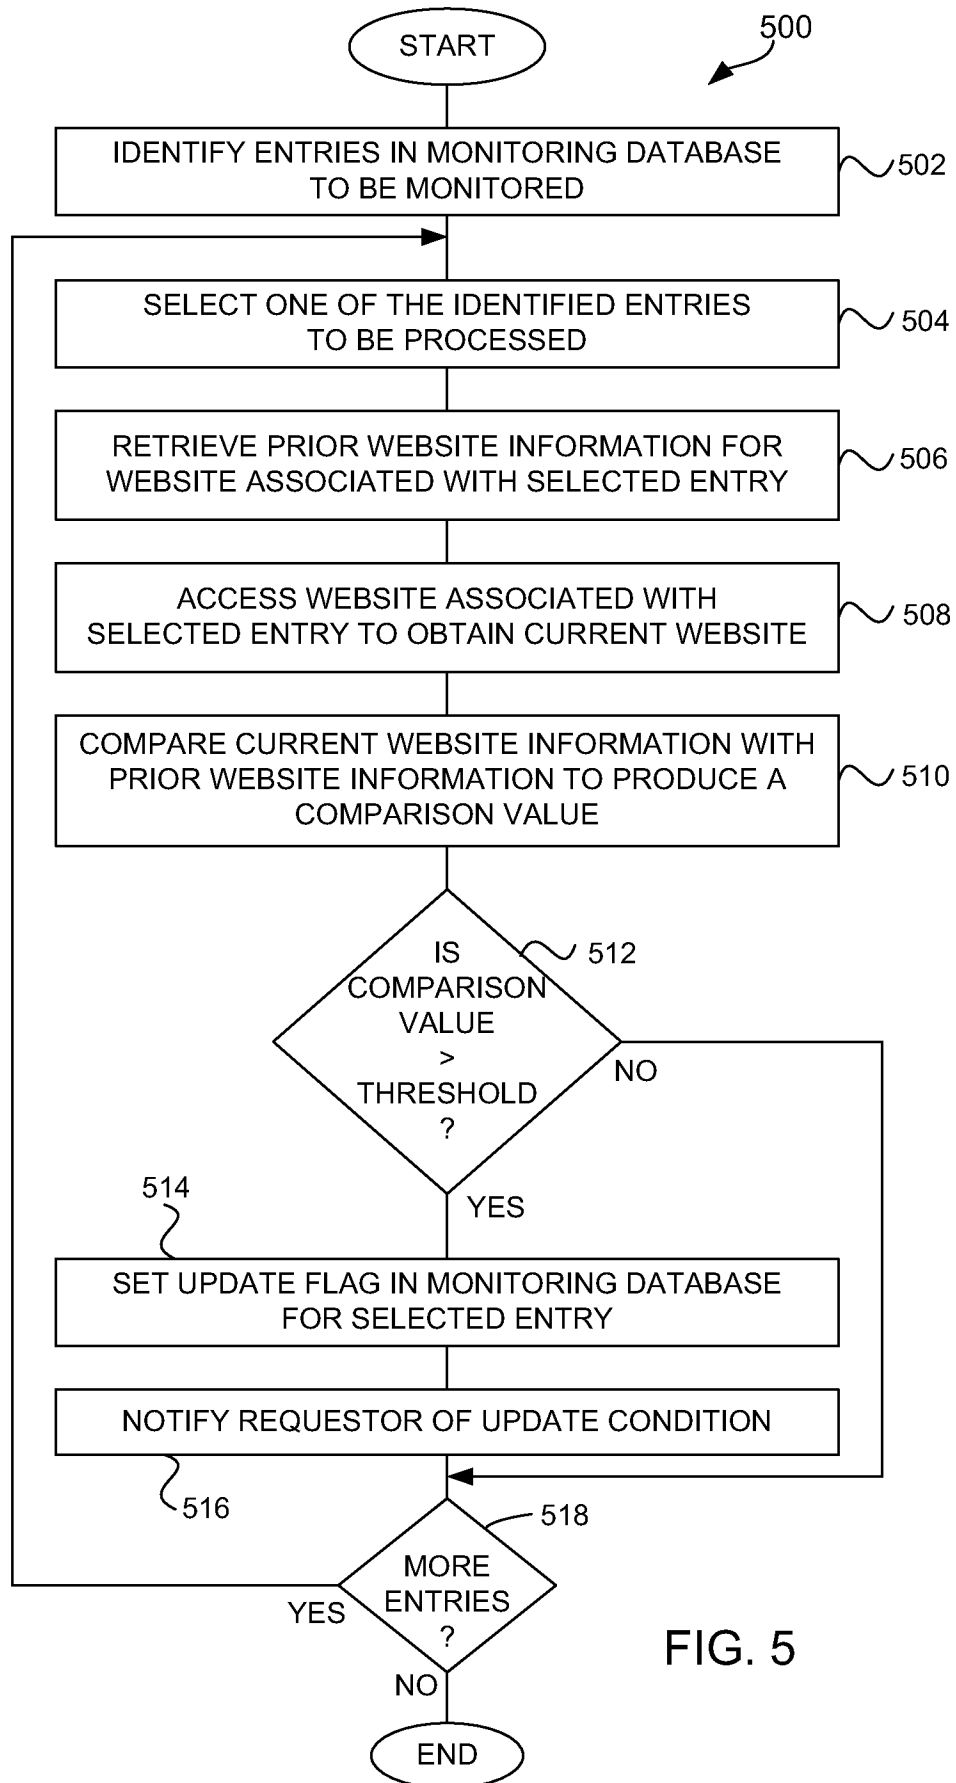 START
500
IDENTIFY ENTRIES IN MONITORING DATABASE
TO BE MONITORED
502
SELECT ONE OF THE IDENTIFIED ENTRIES
TO BE PROCESSED
504
RETRIEVE PRIOR WEBSITE INFORMATION FOR
WEBSITE ASSOCIATED WITH SELECTED ENTRY
506
ACCESS WEBSITE ASSOCIATED WITH
SELECTED ENTRY TO OBTAIN CURRENT WEBSITE
508
COMPARE CURRENT WEBSITE INFORMATION WITH
PRIOR WEBSITE INFORMATION TO PRODUCE A
COMPARISON VALUE
510
IS
COMPARISON
VALUE
>
THRESHOLD
?
512
NO
YES
514
SET UPDATE FLAG IN MONITORING DATABASE
FOR SELECTED ENTRY
NOTIFY REQUESTOR OF UPDATE CONDITION
516
518
MORE
ENTRIES
?
YES
NO
FIG. 5
END